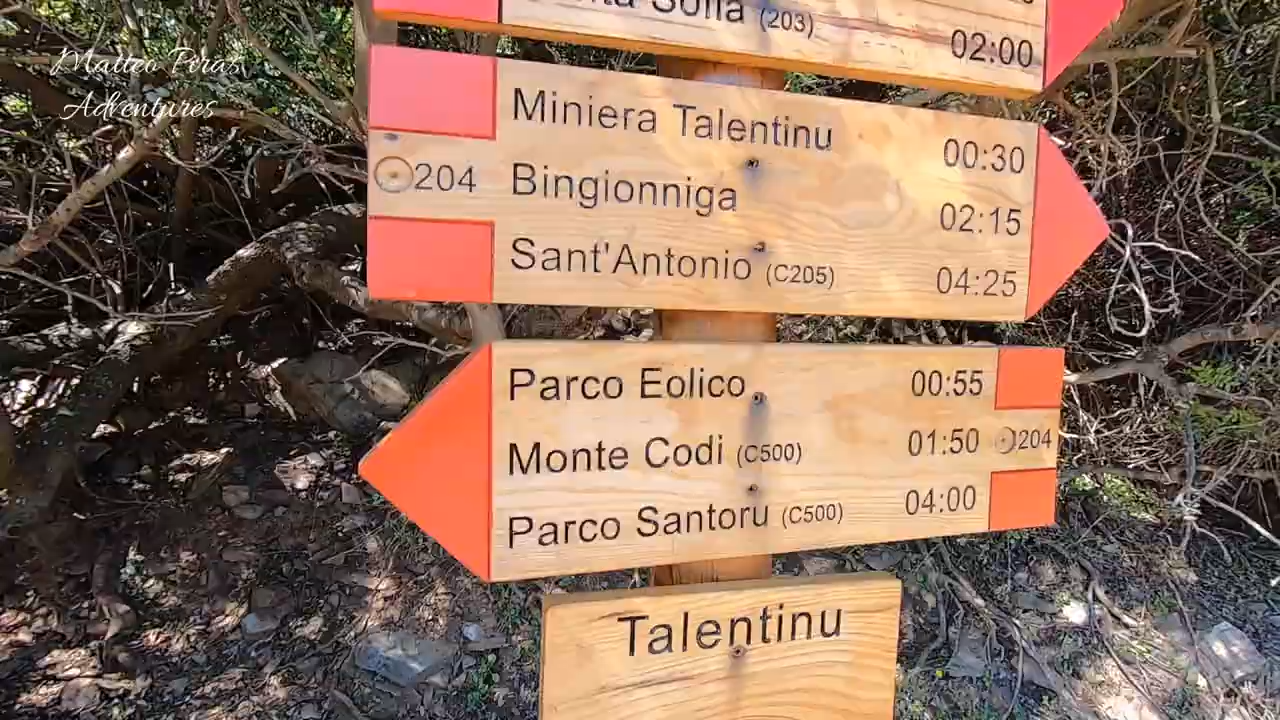 Matteo Piras
Adventures
Sofia (203)
02:00
Miniera Talentinu 00:30
204 Bingionniga 02:15
Sant'Antonio (C205) 04:25
Parco Eolico 00:55
Monte Codi (C500) 01:50 204
Parco Santoru (C500) 04:00
Talentinu